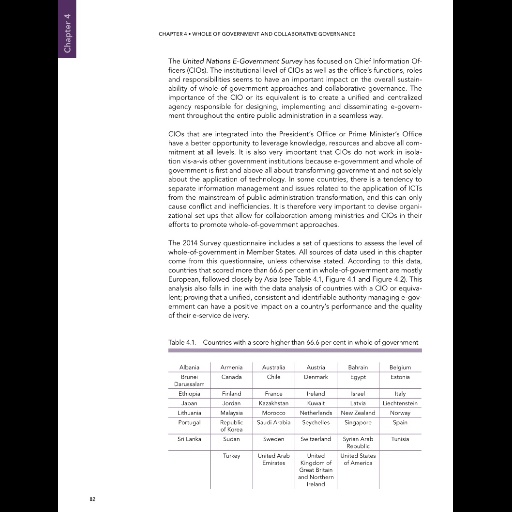 Chapter 4
CHAPTER 4 • WHOLE OF GOVERNMENT AND COLLABORATIVE GOVERNANCE
The United Nations E-Government Survey has focused on Chief Information Of-
ficers (CIOs). The institutional level of CIOs as well as the office's functions, roles
and responsibilities seems to have an important impact on the overall sustain-
ability of whole of government approaches and collaborative governance. The
importance of the CIO or its equivalent is to create a unified and centralized
agency responsible for designing, implementing and disseminating e-govern-
ment throughout the entire public administration in a seamless way.
CIOs that are integrated into the President's Office or Prime Minister's Office
have a better opportunity to leverage knowledge, resources and above all com-
mitment at all levels. It is also very important that CIOs do not work in isola-
tion vis-a-vis other government institutions because e-government and whole of
government is first and above all about transforming government and not solely
about the application of technology. In some countries, there is a tendency to
separate information management and issues related to the application of ICTs
from the mainstream of public administration transformation, and this can only
cause conflict and inefficiencies. It is therefore very important to devise organi-
zational set ups that allow for collaboration among ministries and CIOs in their
efforts to promote whole-of-government approaches.
The 2014 Survey questionnaire includes a set of questions to assess the level of
whole-of-government in Member States. All sources of data used in this chapter
come from this questionnaire, unless otherwise stated. According to this data,
countries that scored more than 66.6 per cent in whole-of-government are mostly
European, followed closely by Asia (see Table 4.1, Figure 4.1 and Figure 4.2). This
analysis also falls in line with the data analysis of countries with a CIO or equiva-
lent; proving that a unified, consistent and identifiable authority managing e-gov-
ernment can have a positive impact on a country's performance and the quality
of their e-service delivery.
Table 4.1. Countries with a score higher than 66.6 per cent in whole of government
Albania Armenia Australia Austria Bahrain Belgium
Brunei Canada Chile Denmark Egypt Estonia
Darussalam
Ethiopia Finland France Ireland Israel Italy
Japan Jordan Kazakhstan Kuwait Latvia Liechtenstein
Lithuania Malaysia Morocco Netherlands New Zealand Norway
Portugal Republic Saudi Arabia Seychelles Singapore Spain
of Korea
Sri Lanka Sudan Sweden Switzerland Syrian Arab Tunisia
Republic
Turkey United Arab United United States
Emirates Kingdom of of America
Great Britain
and Northern
Ireland
82